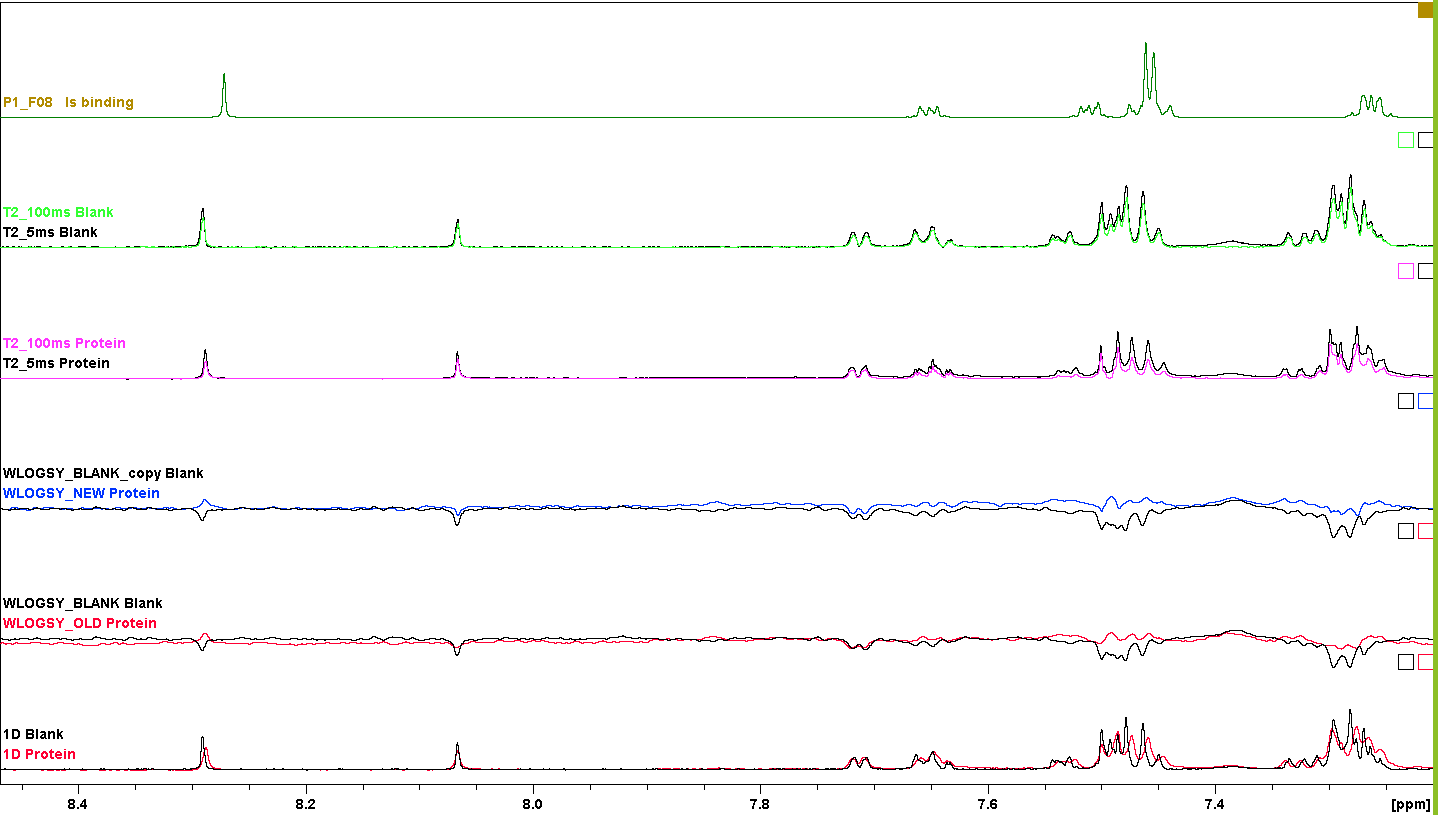 P1_F08 Is binding
T2_100ms Blank
T2_5ms Blank
T2_100ms Protein
T2_5ms Protein
WLOGSY_BLANK_copy Blank
WLOGSY_NEW Protein
WLOGSY_BLANK Blank
WLOGSY_OLD Protein
1D Blank
1D Protein
8.4 8.2 8.0 7.8 7.6 7.4 [ppm]